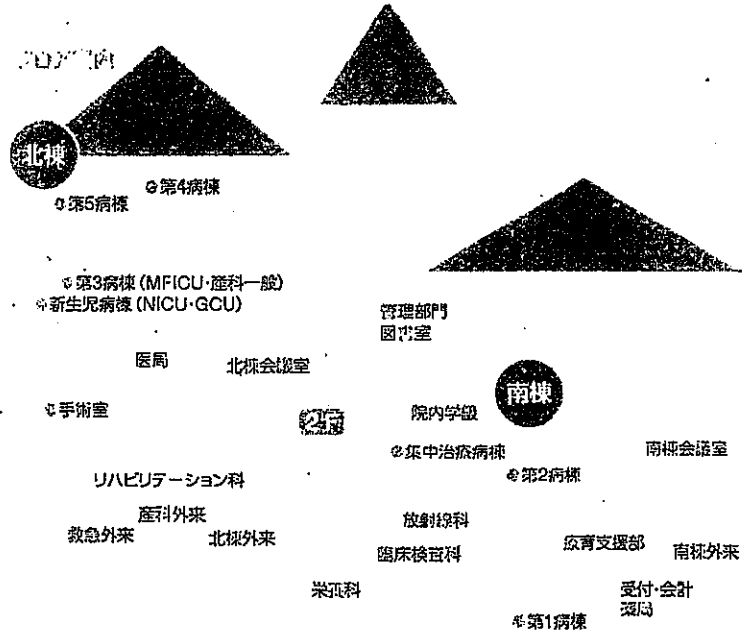 フロア案内
北棟
第4病棟
第5病棟
第3病棟(MFICU・産科一般)
新生児病棟(NICU・GCU)
管理部門
図書室
医局
北棟会議室
南棟
手術室
2F
院内学級
集中治療病棟
南棟会議室
第2病棟
リハビリテーション科
産科外来
放射線科
救急外来
北棟外来
臨床検査科
療育支援部
南棟外来
栄養科
受付・会計
薬局
第1病棟